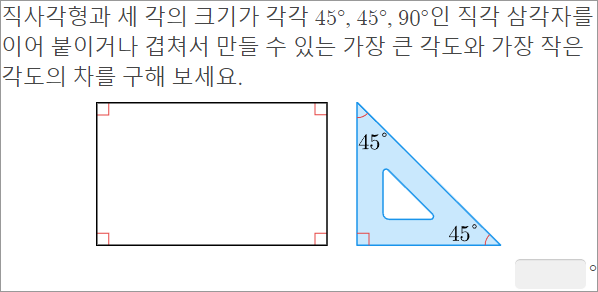 직사각형과 세 각의 크기가 각각 45°, 45°, 90°인 직각 삼각자를
이어 붙이거나 겹쳐서 만들 수 있는 가장 큰 각도와 가장 작은
각도의 차를 구해 보세요.
45°
45°
°